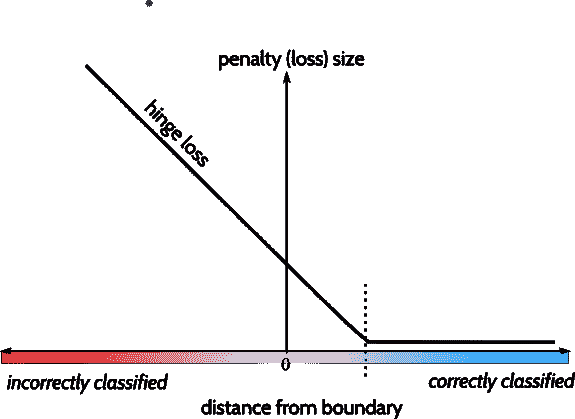 penalty (loss) size
hinge loss
0
incorrectly classified
correctly classified
distance from boundary